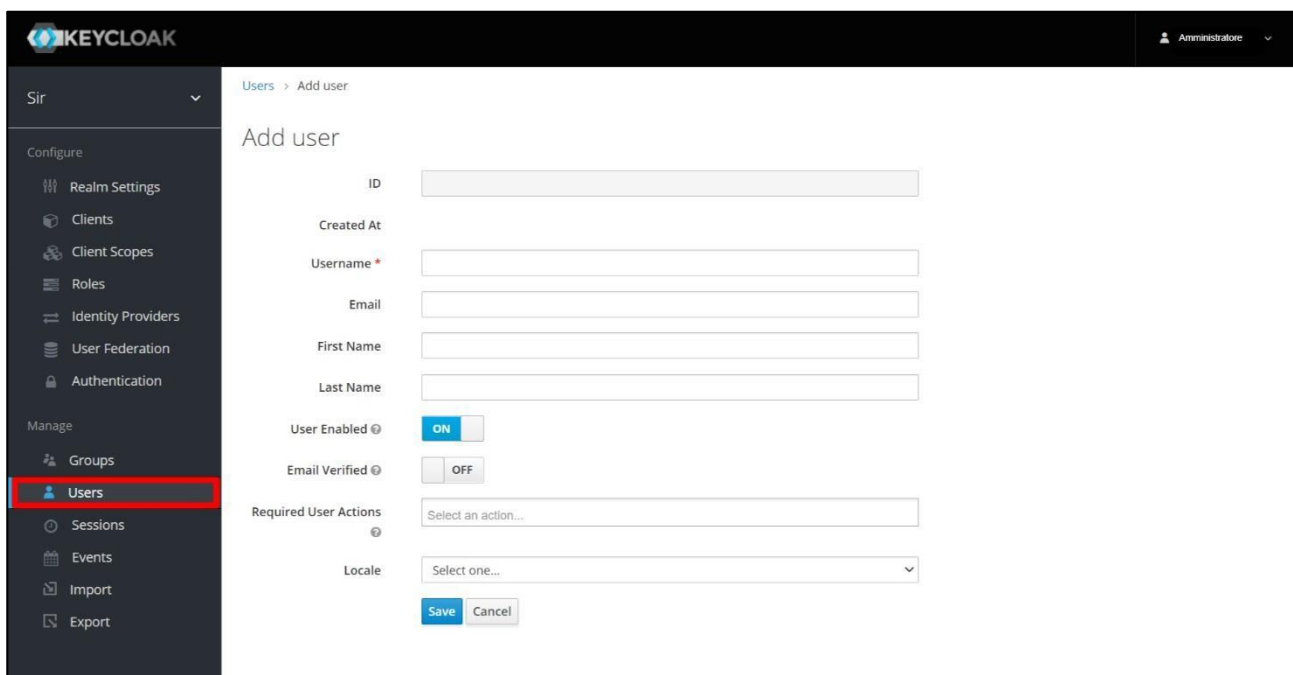 KEYCLOAK
Amministratore
Sir
Configure
Realm Settings
Clients
Client Scopes
Roles
Identity Providers
User Federation
Authentication
Manage
Groups
Users
Sessions
Events
Import
Export
Users > Add user
Add user
ID
Created At
Username *
Email
First Name
Last Name
User Enabled ON
Email Verified OFF
Required User Actions Select an action...
Locale Select one...
Save Cancel